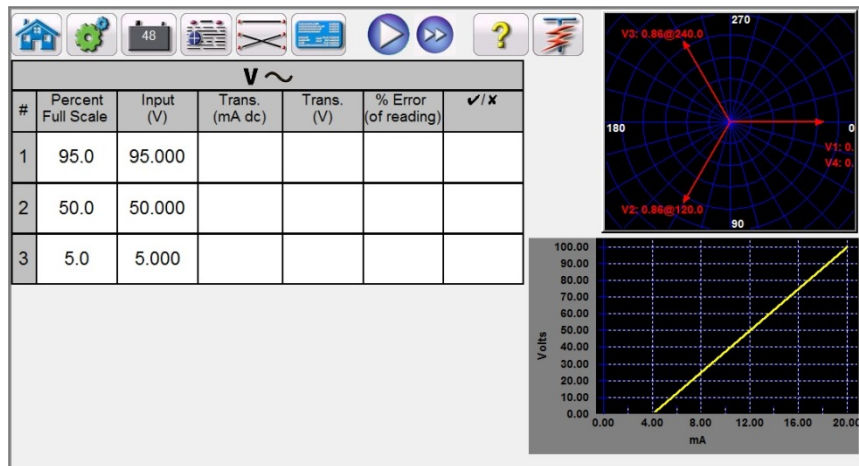 48
?
V
# Percent Full Scale Input (V) Trans. (mA dc) Trans. (V) % Error (of reading) ✔/✘
1 95.0 95.000
2 50.0 50.000
3 5.0 5.000
270
V3: 0.86@240.0
180
0
V1: 0.
V4: 0.
V2: 0.86@120.0
90
100.00
90.00
80.00
70.00
60.00
50.00
40.00
30.00
20.00
10.00
0.00
Volts
0.00 4.00 8.00 12.00 16.00 20.00
mA